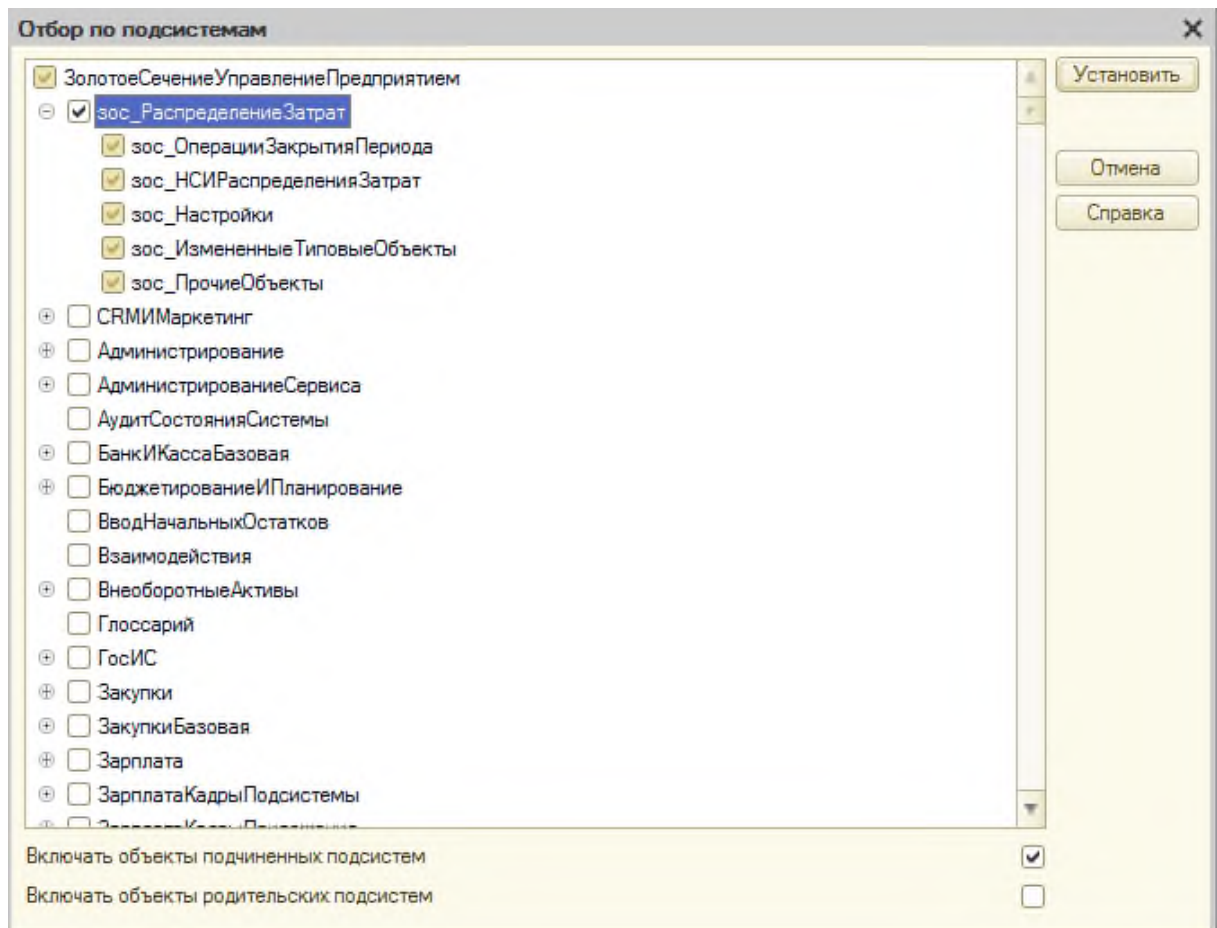 Отбор по подсистемам
ЗолотоеСечениеУправлениеПредприятием
Установить
зос_РаспределениеЗатрат
зос_ОперацииЗакрытияПериода
Отмена
зос_НСИРаспределенияЗатрат
зос_Настройки
Справка
зос_ИзмененныеТиповыеОбъекты
зос_ПрочиеОбъекты
CRMИМаркетинг
Администрирование
АдминистрированиеСервиса
АудитСостоянияСистемы
БанкИКассаБазовая
БюджетированиеИПланирование
ВводНачальныхОстатков
Взаимодействия
ВнеоборотныеАктивы
Глоссарий
ГосИС
Закупки
ЗакупкиБазовая
Зарплата
ЗарплатаКадрыПодсистемы
Включать объекты подчиненных подсистем
Включать объекты родительских подсистем